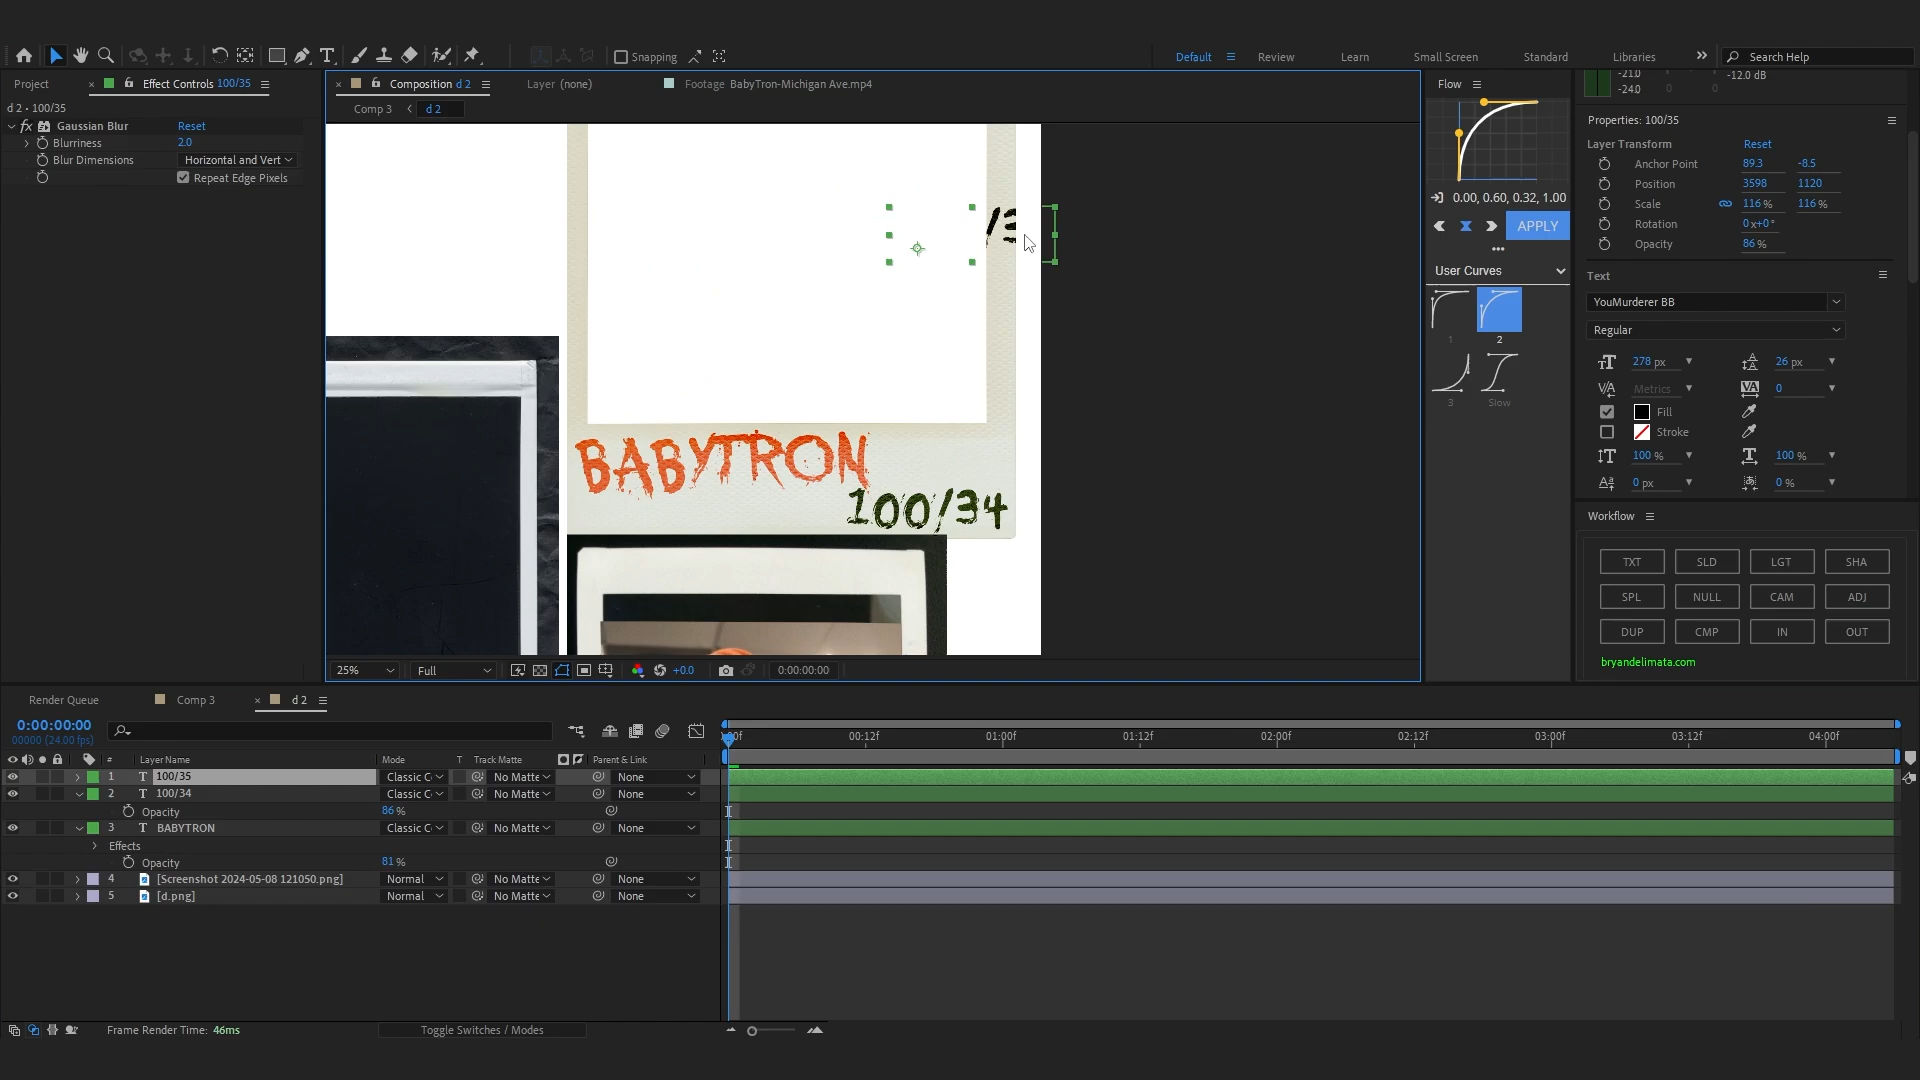 Snapping
Default
Review
Learn
Small Screen
Standard
Libraries
Search Help
Project
Effect Controls 100/35
Composition d 2
Layer (none)
Footage BabyTron-Michigan Ave.mp4
Flow
-21.0
-24.0
0
0
-12.0 dB
d 2 • 100/35
Comp 3
d 2
fx Gaussian Blur
Reset
Blurriness
2.0
Blur Dimensions
Horizontal and Vert
Repeat Edge Pixels
/3
BABYTRON
100/34
0.00, 0.60, 0.32, 1.00
APPLY
User Curves
1
2
3
Slow
Properties: 100/35
Layer Transform
Reset
Anchor Point
89.3
-8.5
Position
3598
1120
Scale
116 %
116 %
Rotation
0x+0°
Opacity
86 %
Text
YouMurderer BB
Regular
278 px
26 px
Metrics
0
Fill
Stroke
100 %
100 %
0 px
0 %
Workflow
TXT
SLD
LGT
SHA
SPL
NULL
CAM
ADJ
DUP
CMP
IN
OUT
bryandelimata.com
25%
Full
+0.0
0:00:00:00
Render Queue
Comp 3
d 2
0:00:00:00
00000 (24.00 fps)
00:12f
01:00f
01:12f
02:00f
02:12f
03:00f
03:12f
04:00f
#
Layer Name
Mode
T
Track Matte
Parent & Link
1
T
100/35
Classic C
No Matte
None
2
T
100/34
Classic C
No Matte
None
Opacity
86 %
3
T
BABYTRON
Classic C
No Matte
None
Effects
Opacity
81 %
4
[Screenshot 2024-05-08 121050.png]
Normal
No Matte
None
5
[d.png]
Normal
No Matte
None
Frame Render Time: 46ms
Toggle Switches / Modes